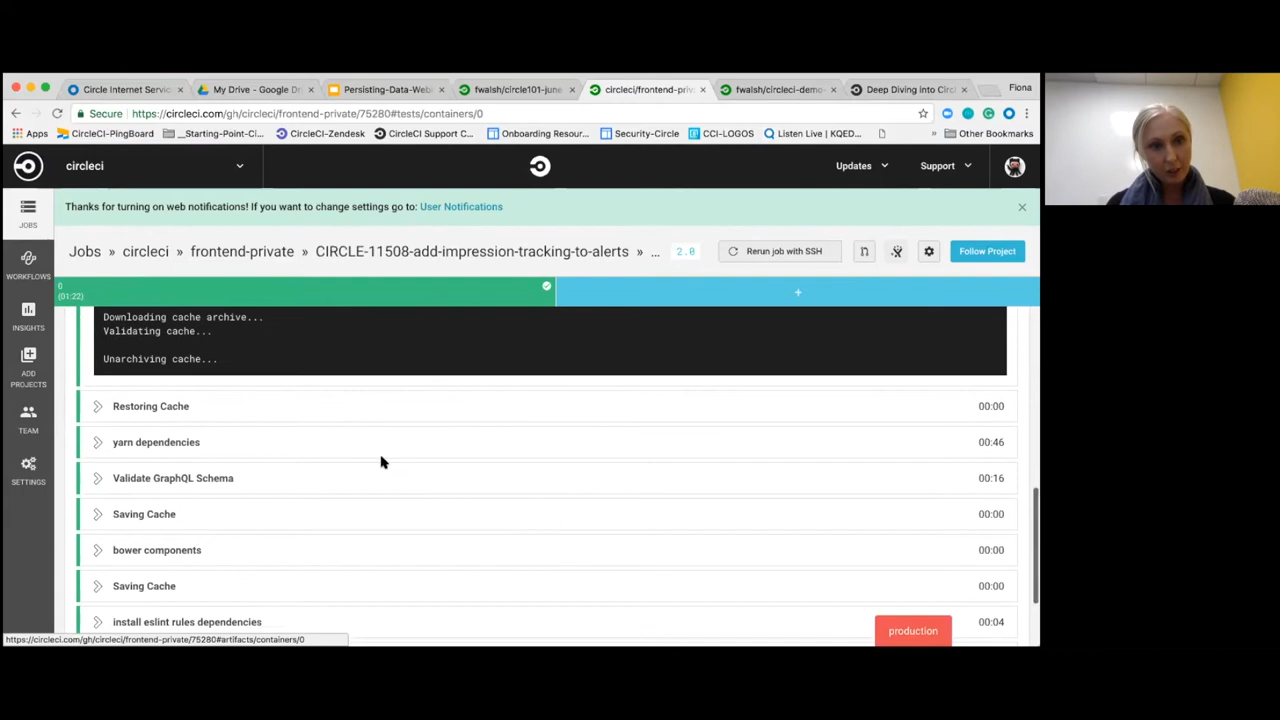 Circle Internet Servi
My Drive - Google Dri
Persisting-Data-Webi
fwalsh/circle101-june
circleci/frontend-priva
fwalsh/circleci-demo-
Deep Diving into Circl
Fiona
Secure
https://circleci.com/gh/circleci/frontend-private/75280#tests/containers/0
Apps
CircleCI-PingBoard
__Starting-Point-Ci
CircleCI-Zendesk
CircleCI Support C...
Onboarding Resour...
Security-Circle
CCI-LOGOS
Listen Live | KQED...
»
Other Bookmarks
circleci
Updates
Support
JOBS
WORKFLOWS
INSIGHTS
ADD
PROJECTS
TEAM
SETTINGS
Thanks for turning on web notifications! If you want to change settings go to: User Notifications
Jobs » circleci » frontend-private » CIRCLE-11508-add-impression-tracking-to-alerts » ...
2.0
Rerun job with SSH
Follow Project
0
(01:22)
+
Downloading cache archive...
Validating cache...
Unarchiving cache...
Restoring Cache 00:00
yarn dependencies 00:46
Validate GraphQL Schema 00:16
Saving Cache 00:00
bower components 00:00
Saving Cache 00:00
install eslint rules dependencies 00:04
production
https://circleci.com/gh/circleci/frontend-private/75280#artifacts/containers/0